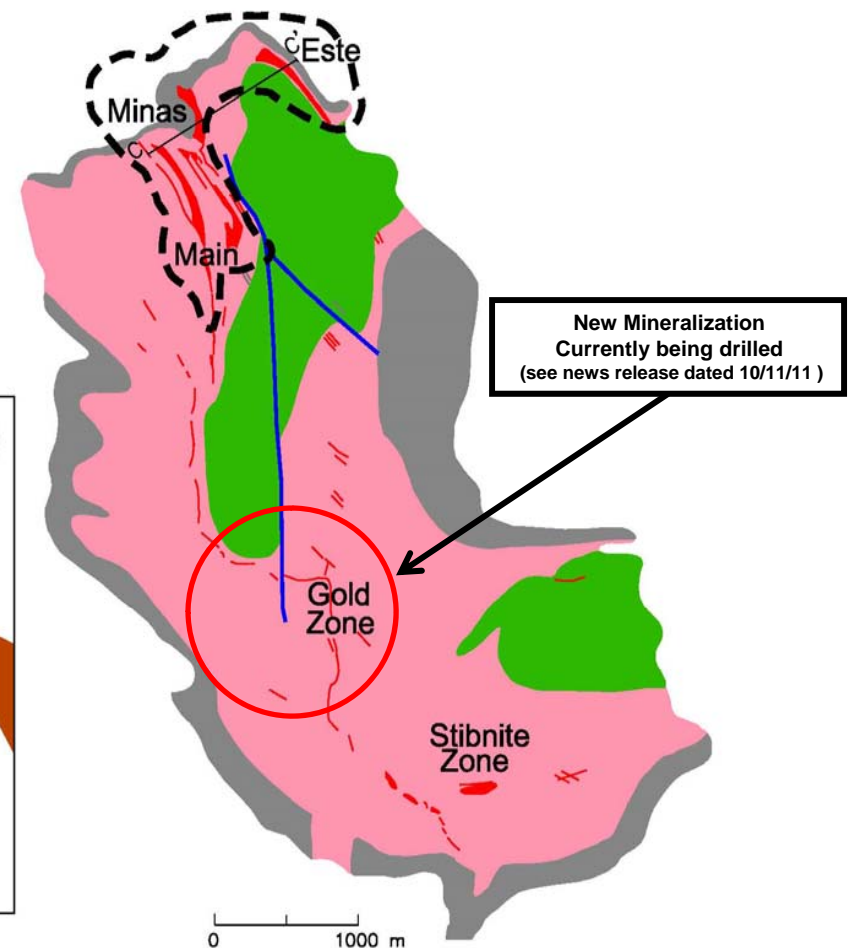 C'
Este
Minas
C
Main
New Mineralization
Currently being drilled
(see news release dated 10/11/11 )
Gold
Zone
Stibnite
Zone
0 1000 m